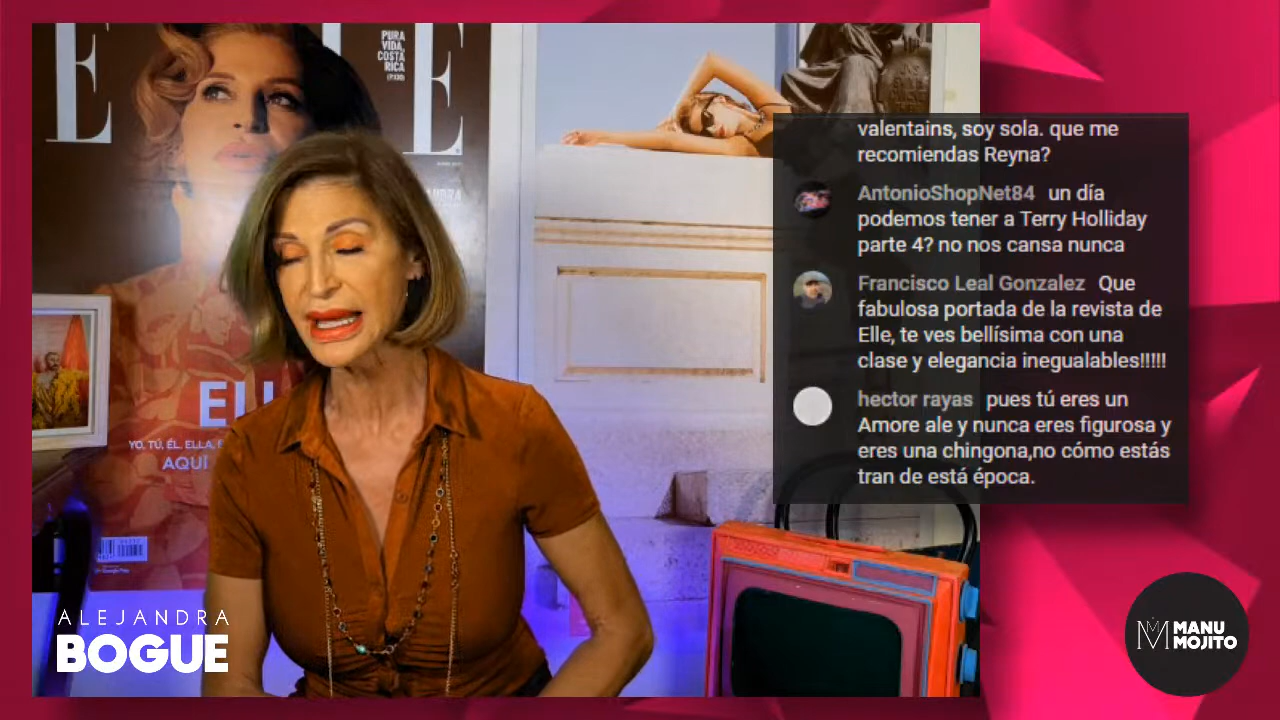 E
LE
PURA
VIDA,
COSTA
RICA
(P.130)
YO, TÚ, ÉL, ELLA,
AQUÍ
ALEJANDRA
BOGUE
valentains, soy sola. que me
recomiendas Reyna?
AntonioShopNet84 un día
podemos tener a Terry Holliday
parte 4? no nos cansa nunca
Francisco Leal Gonzalez Que
fabulosa portada de la revista de
Elle, te ves bellísima con una
clase y elegancia inegualables!!!!!
hector rayas pues tú eres un
Amore ale y nunca eres figurosa y
eres una chingona,no cómo estás
tran de está época.
M MANU
MOJITO